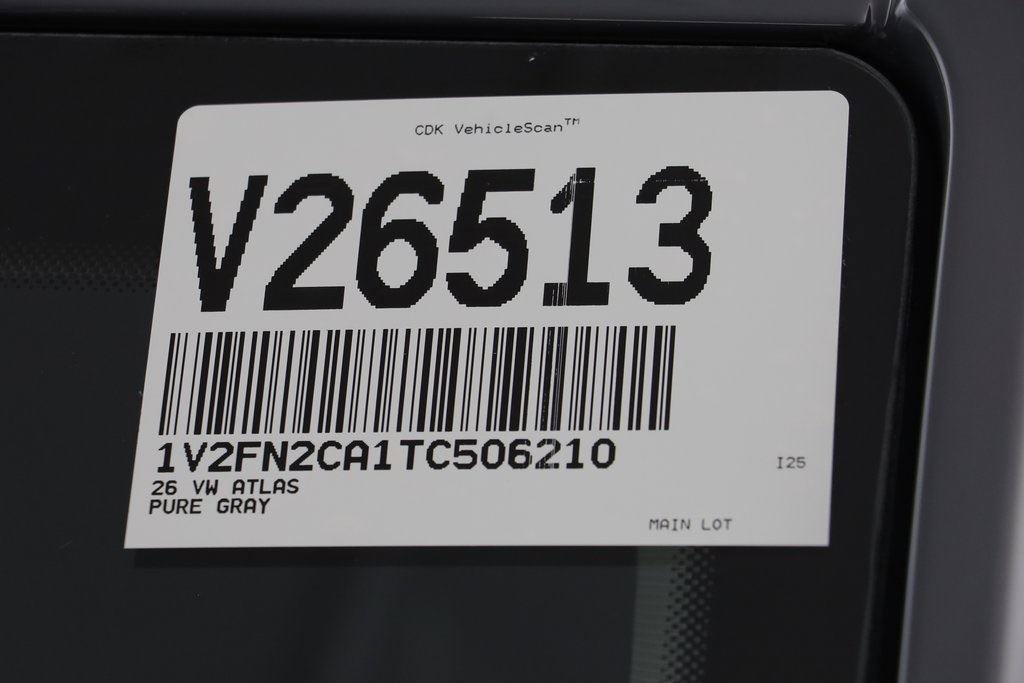 CDK VehicleScan™
V26513
1V2FN2CA1TC506210
26 VW ATLAS
I25
PURE GRAY
MAIN LOT